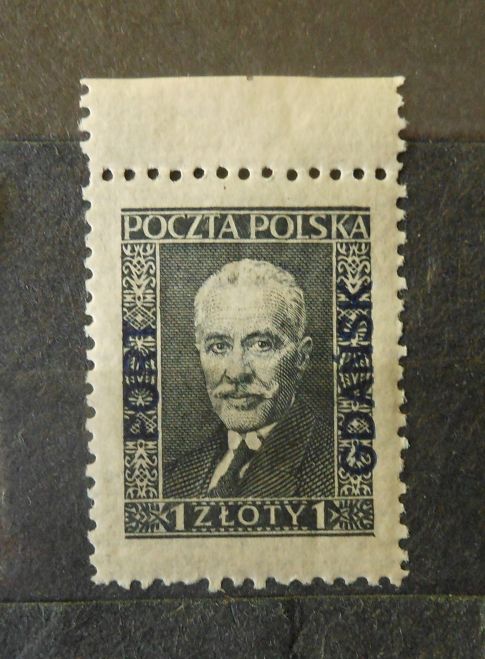 POCZTA POLSKA
PORT
GDAŃSK
1 ZŁOTY 1